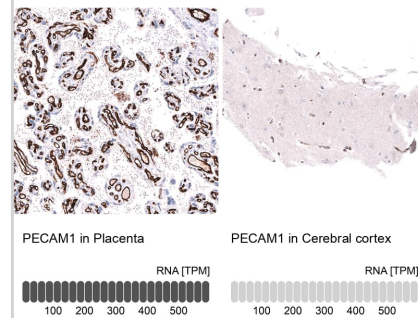 PECAM1 in Placenta
PECAM1 in Cerebral cortex
RNA [TPM]
RNA [TPM]
100 200 300 400 500
100 200 300 400 500